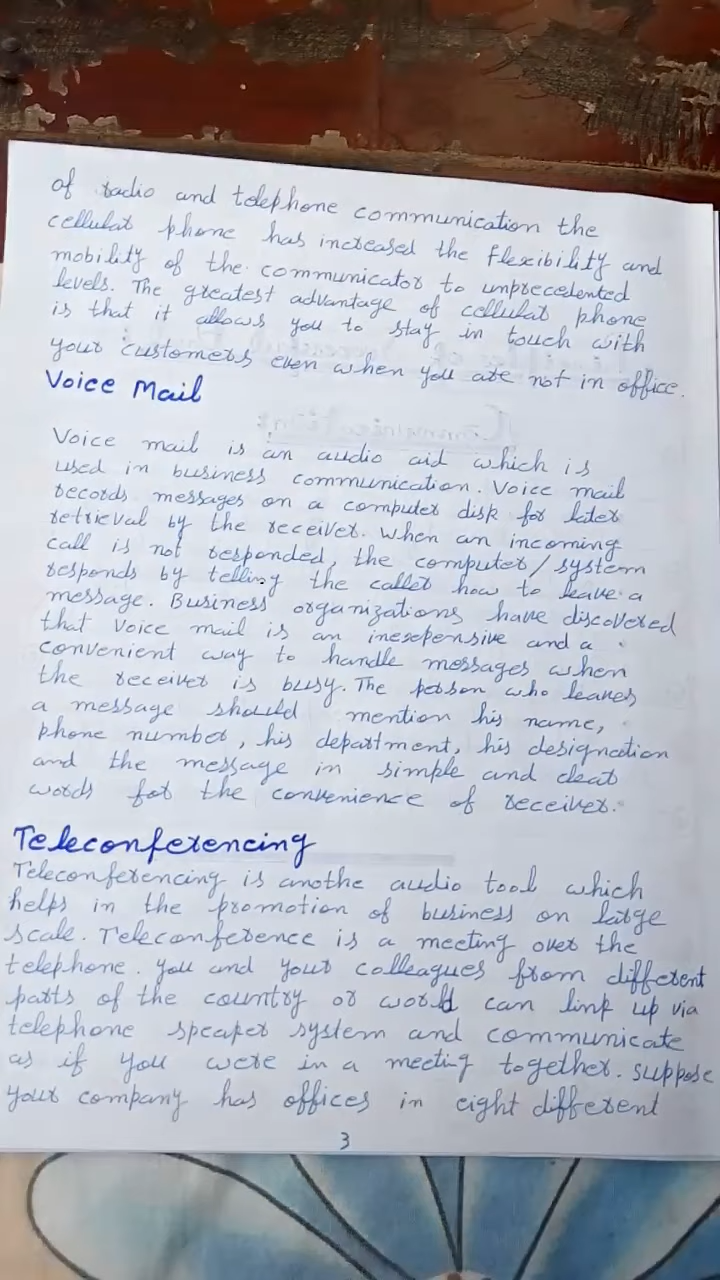 of radio and telephone communication the
cellular phone has increased the flexibility and
mobility of the communicator to unprecedented
levels. The greatest advantage of cellular phone
is that it allows you to stay in touch with
your customers even when you are not in office.
Voice Mail
Voice mail is an audio aid which is
used in business communication. Voice mail
records messages on a computer disk for later
retrieval by the receiver. When an incoming
call is not responded, the computer/system
responds by telling the caller how to leave a
message. Business organizations have discovered
that voice mail is an inexpensive and a
convenient way to handle messages when
the receiver is busy. The person who leaves
a message should mention his name,
phone number, his department, his designation
and the message in simple and clear
words for the convenience of receiver.
Teleconferencing
Teleconferencing is anothe audio tool which
helps in the promotion of business on large
scale. Teleconference is a meeting over the
telephone. You and your colleagues from different
parts of the country or world can link up via
telephone speaper system and communicate
as if you were in a meeting together. Suppose
your company has offices in eight different
3